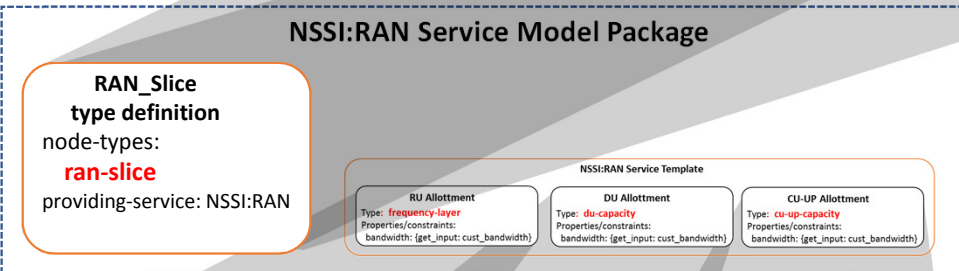 NSSI:RAN Service Model Package
RAN_Slice
type definition
node-types:
ran-slice
providing-service: NSSI:RAN
NSSI:RAN Service Template
RU Allottment
Type: frequency-layer
Properties/constraints:
bandwidth: {get_input: cust_bandwidth}
DU Allotment
Type: du-capacity
Properties/constraints:
bandwidth: {get_input: cust_bandwidth}
CU-UP Allotment
Type: cu-up-capacity
Properties/constraints:
bandwidth: {get_input: cust_bandwidth}